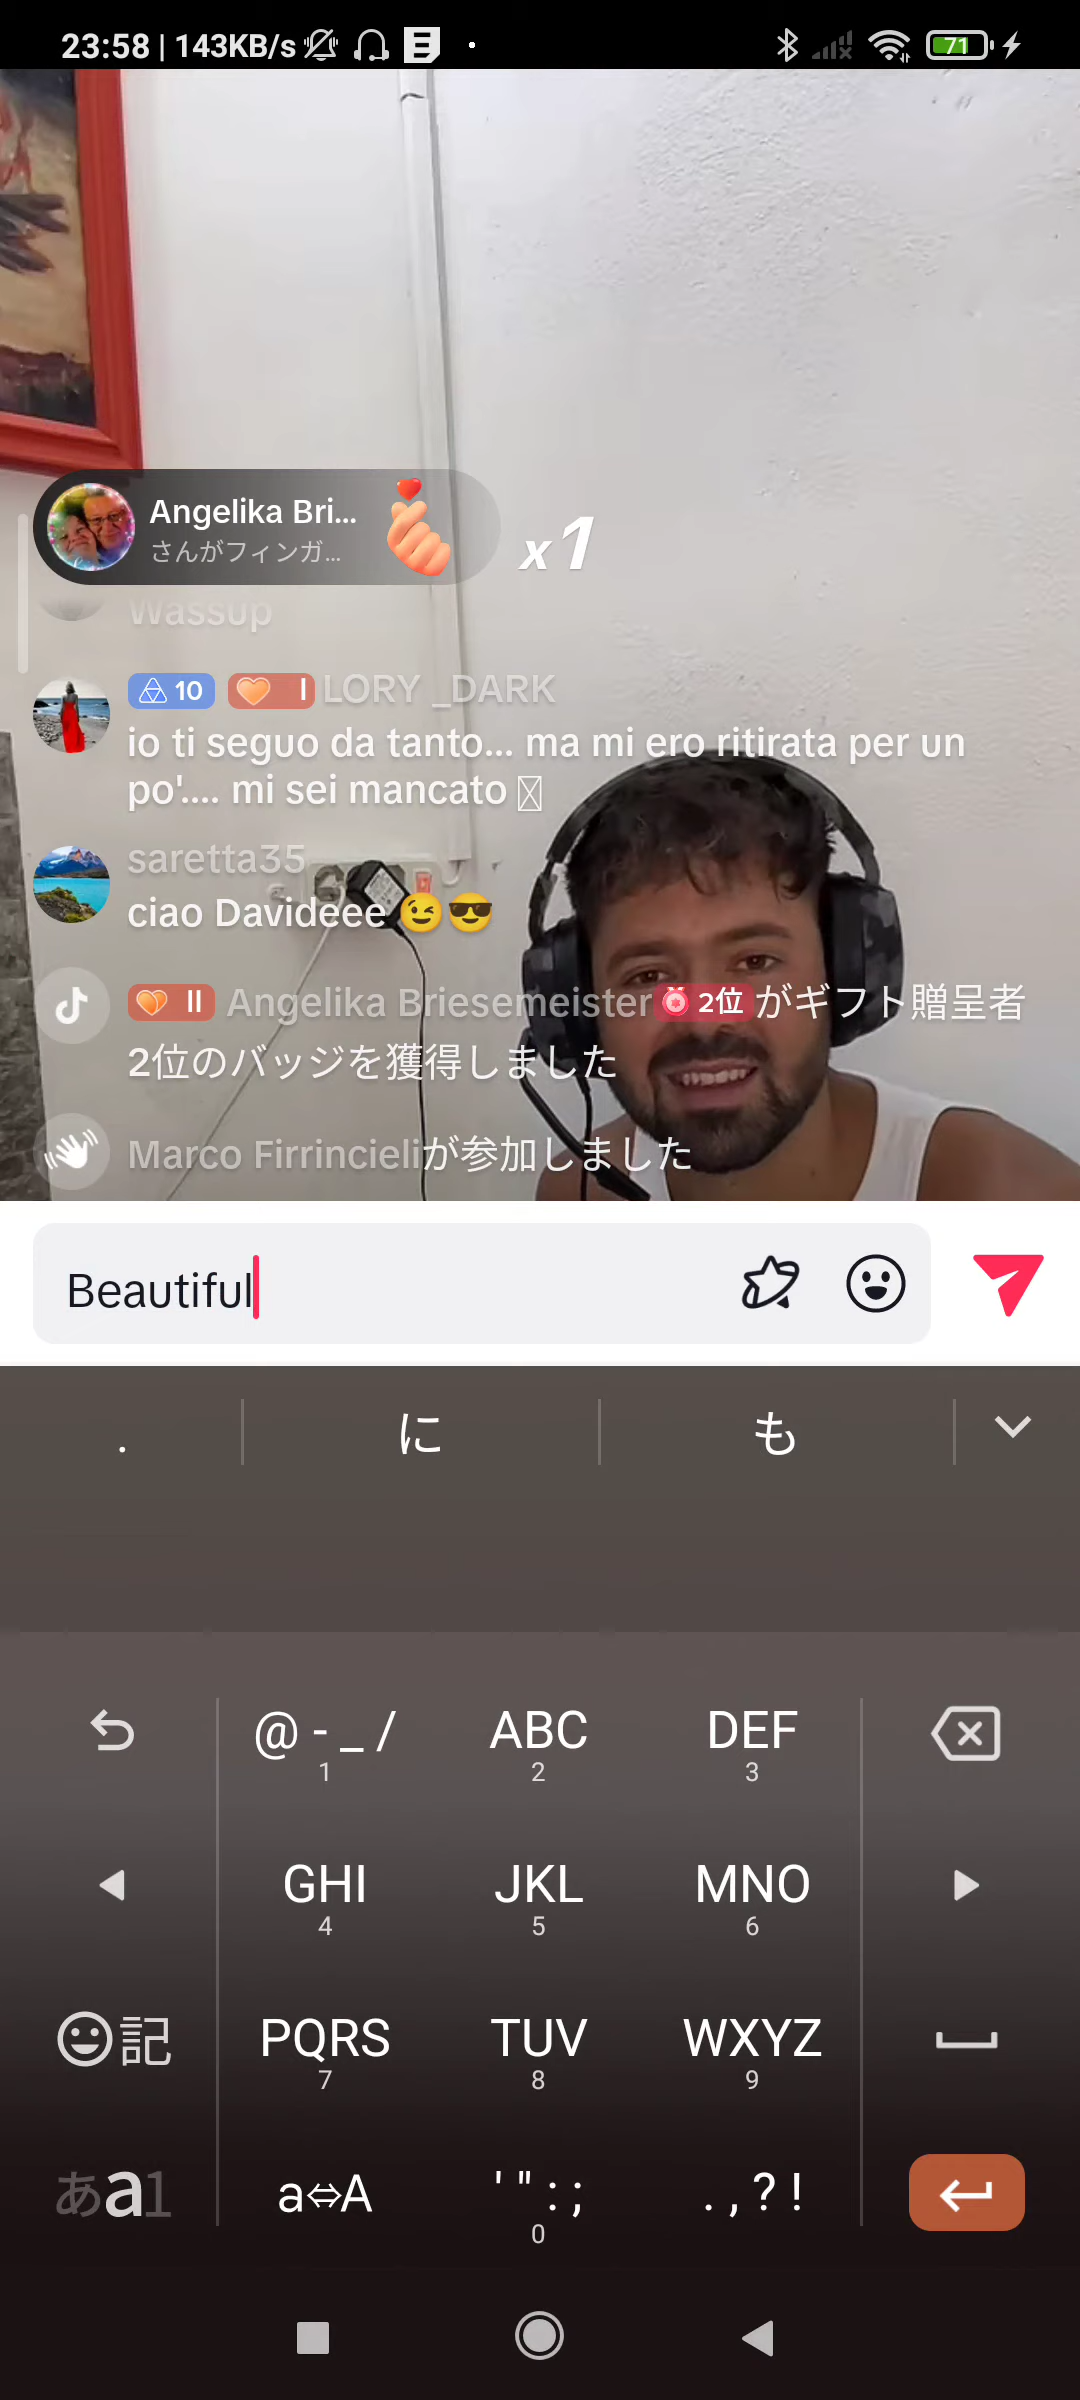 23:58 | 143KB/s
71
Angelika Bri...
さんがフィンガ...
x1
Wassup
10 I LORY _DARK
io ti seguo da tanto... ma mi ero ritirata per un
po'.... mi sei mancato
saretta35
ciao Davideee 😉😎
II Angelika Briesemeister 2位 がギフト贈呈者
2位のバッジを獲得しました
Marco Firrincieliが参加しました
Beautiful
. に も
@ - _ / ABC DEF
1 2 3
GHI JKL MNO
4 5 6
記 PQRS TUV WXYZ
7 8 9
あa1 a⇔A ' " : ; . , ? !
0